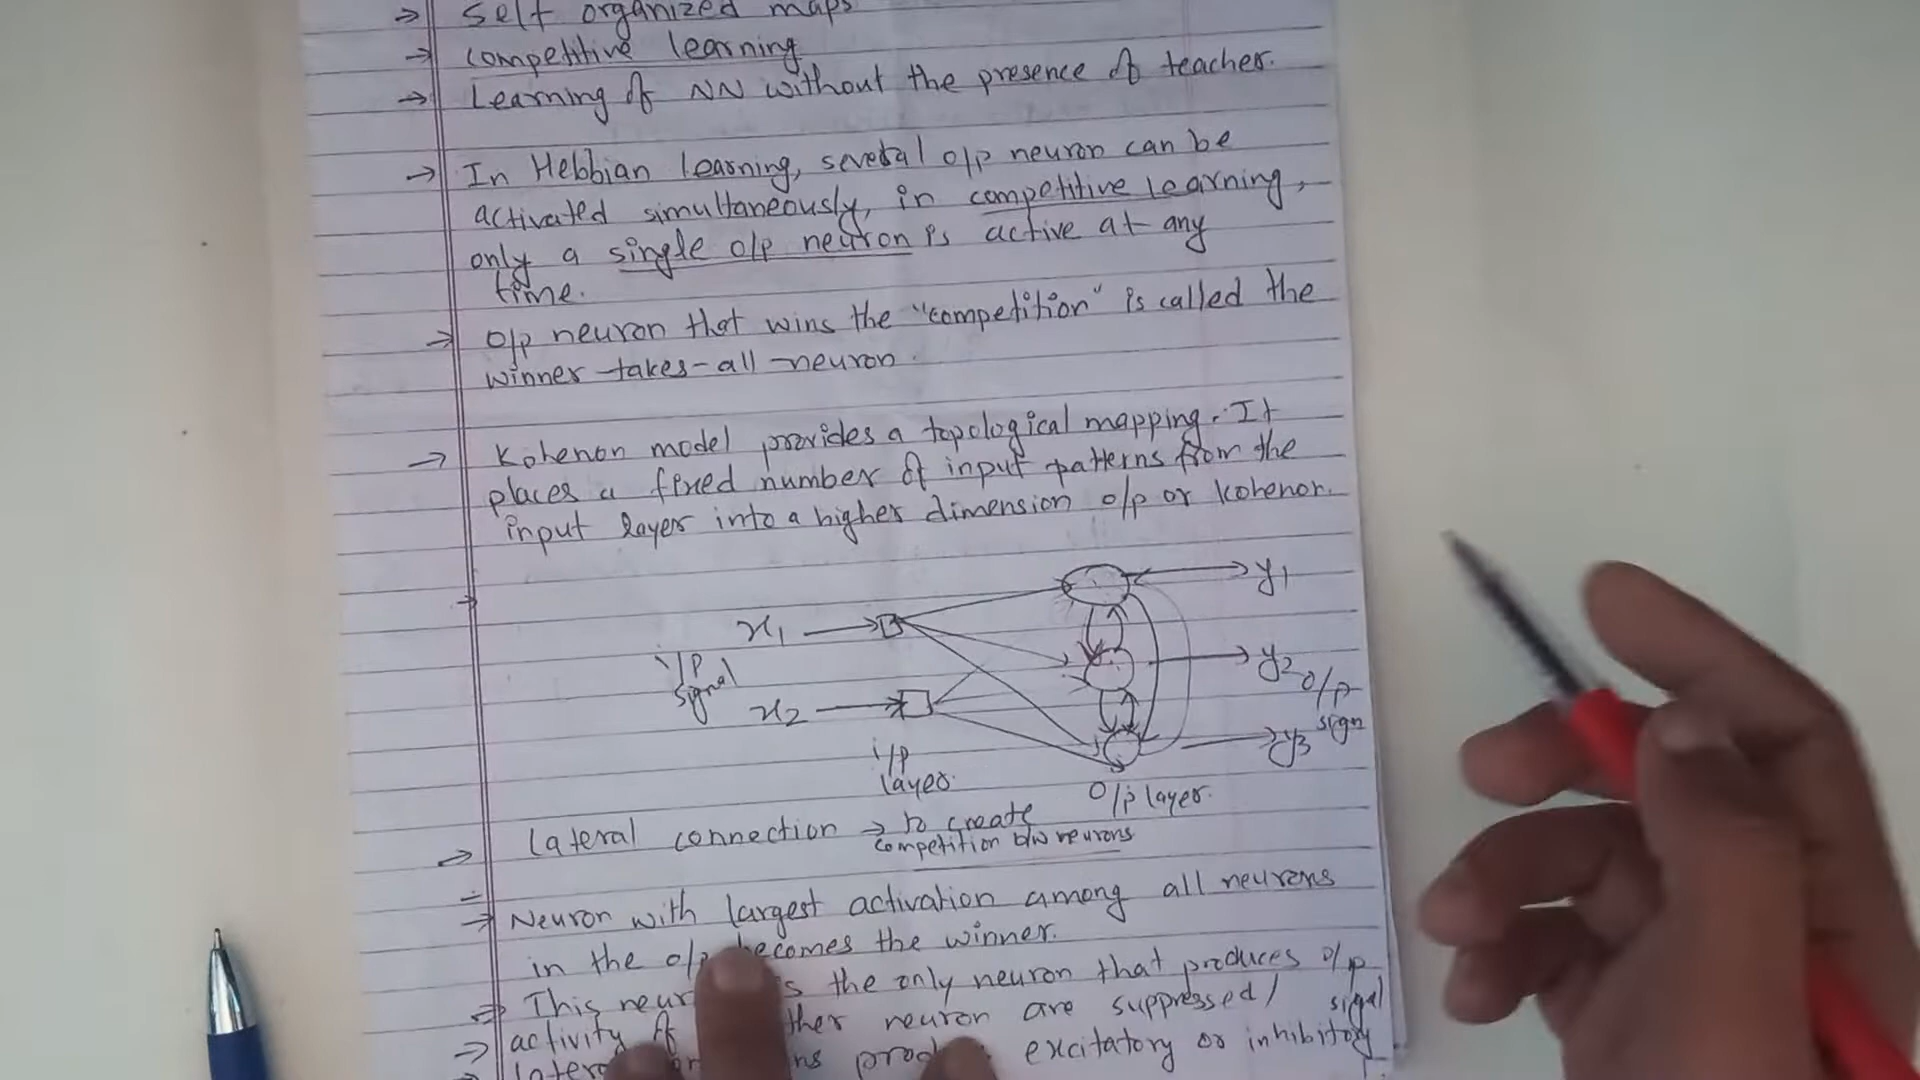 → Self organized maps
→ competitive learning
→ Learning of NN without the presence of teacher.
→ In Hebbian learning, several o/p neuron can be
activated simultaneously, in competitive learning,
only a single o/p neuron is active at any
time.
→ o/p neuron that wins the "competition" is called the
winner-takes-all-neuron.
→ Kohenon model provides a topological mapping. It
places a fixed number of input patterns from the
input layer into a higher dimension o/p or kohenon.
x1 → → y1
i/p signal
x2 → → y2
o/p sign
→ y3
i/p layer.
o/p layer.
→ Lateral connection → to create
competition b/w neurons
⇒ Neuron with largest activation among all neurons
in the o/p becomes the winner.
⇒ This the only neuron that produces o/p
signal
⇒ activity of neuron are suppressed/
excitatory or inhibitory